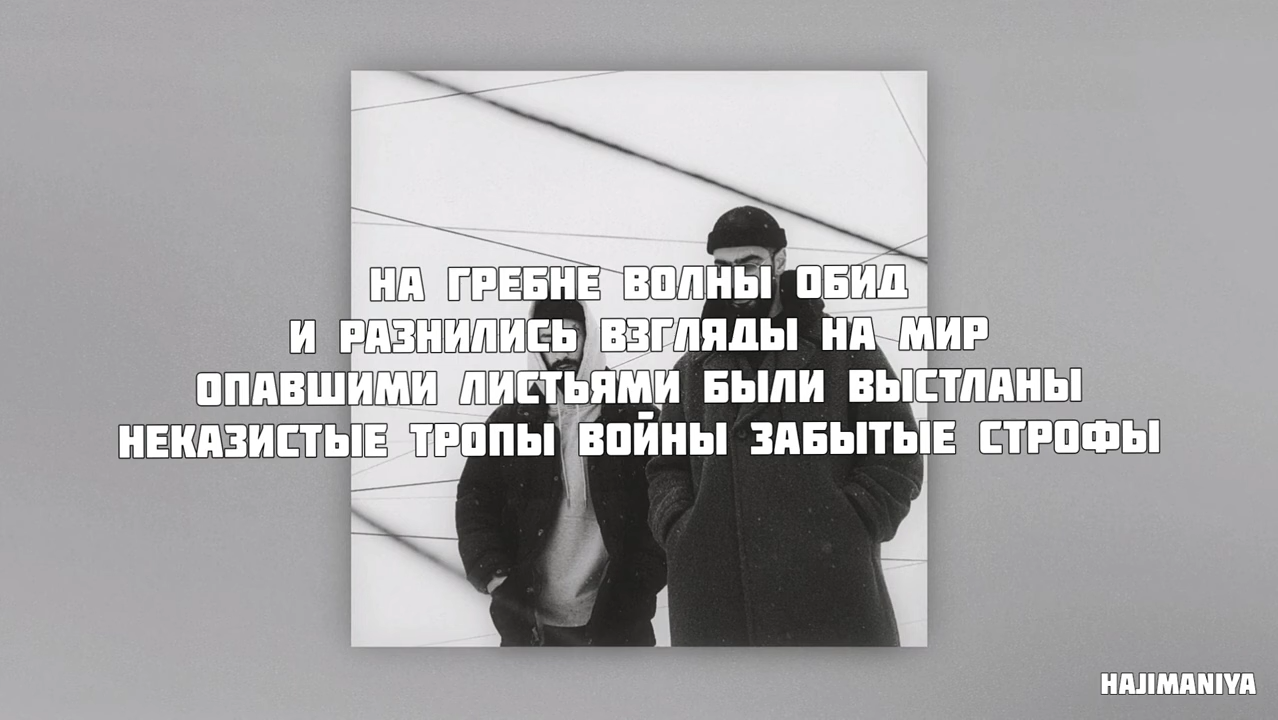 НА ГРЕБНЕ ВОЛНЫ ОБИД
И РАЗНИЛИСЬ ВЗГЛЯДЫ НА МИР
ОПАВШИМИ ЛИСТЬЯМИ БЫЛИ ВЫСТЛАНЫ
НЕКАЗИСТЫЕ ТРОПЫ ВОЙНЫ ЗАБЫТЫЕ СТРОФЫ
HAJIMANIYA